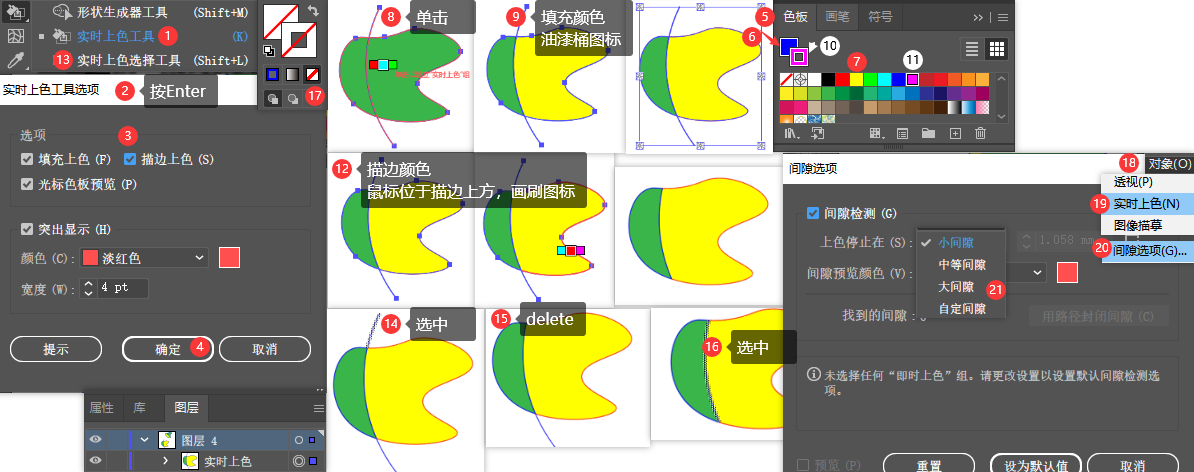 形状生成器工具 (Shift+M)
实时上色工具 1 (K)
13 实时上色选择工具 (Shift+L)
17
实时上色工具选项
2 按Enter
选项 3
填充上色 (F) 描边上色 (S)
光标色板预览 (P)
突出显示 (H)
颜色 (C): 淡红色
宽度 (W): 4 pt
提示 确定 4 取消
属性 库 图层
图层 4
实时上色
8 单击
9 填充颜色
油漆桶图标
12 描边颜色
鼠标位于描边上方，画刷图标
14 选中
15 delete
16 选中
5 色板 画笔 符号
6 10 7 11
间隙选项
18 对象(O)
透视(P)
19 实时上色(N)
图像描摹
20 间隙选项(G)...
间隙检测 (G)
上色停止在 (S): 小间隙 1.058 mm
中等间隙
大间隙 21
自定间隙
间隙预览颜色 (V):
找到的间隙：
用路径封闭间隙 (C)
未选择任何“即时上色”组。请更改设置以设置默认间隙检测选
项。
预览 (P) 重置 设为默认值 取消